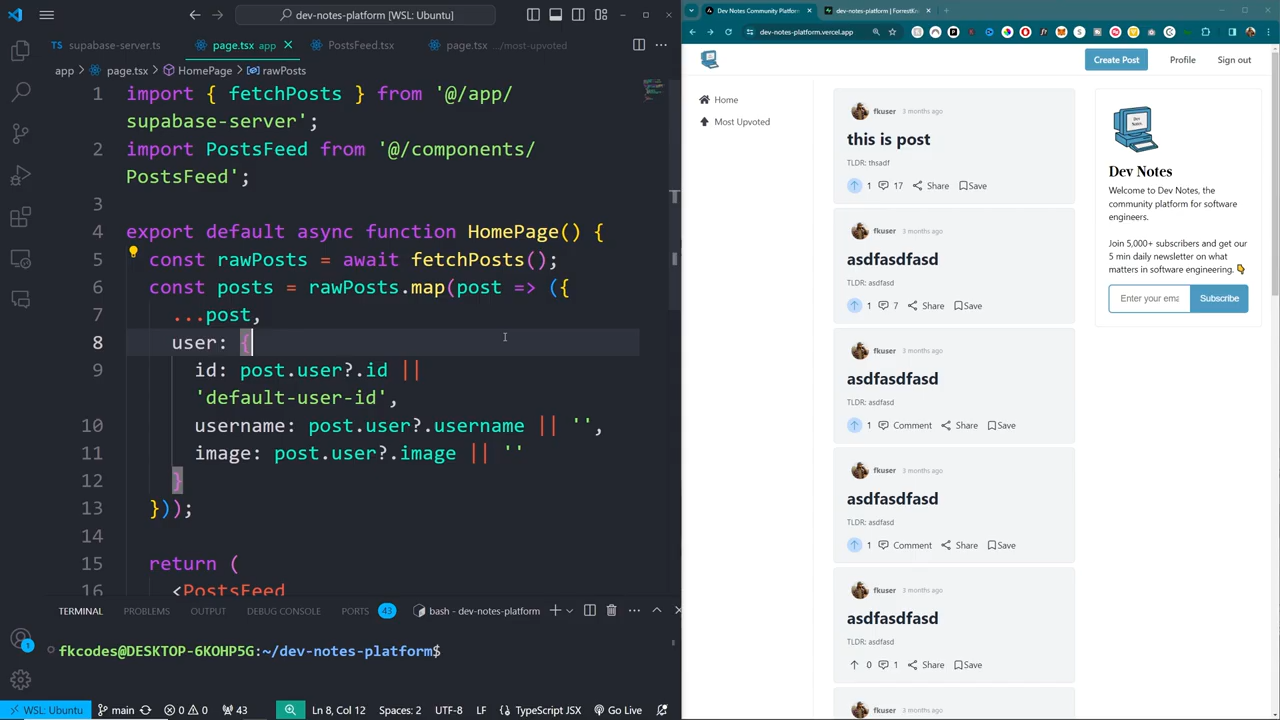 dev-notes-platform [WSL: Ubuntu]
supabase-server.ts
page.tsx app
PostsFeed.tsx
page.tsx .../most-upvoted
app > page.tsx > HomePage > rawPosts
1 import { fetchPosts } from '@/app/
supabase-server';
2 import PostsFeed from '@/components/
PostsFeed';
3
4 export default async function HomePage() {
const rawPosts = await fetchPosts();
6 const posts = rawPosts.map(post => ({
7 ...post,
8 user: {
9 id: post.user?.id ||
'default-user-id',
10 username: post.user?.username || '',
11 image: post.user?.image || ''
12 }
13 }));
14
15 return (
16 <PostsFeed
TERMINAL PROBLEMS OUTPUT DEBUG CONSOLE PORTS 43
bash - dev-notes-platform
fkcodes@DESKTOP-6KOHP5G:~/dev-notes-platform$
1
WSL: Ubuntu main 0 0 43 Ln 8, Col 12 Spaces: 2 UTF-8 LF TypeScript JSX Go Live
Dev Notes Community Platform
dev-notes-platform | ForrestKn
dev-notes-platform.vercel.app
Create Post Profile Sign out
Home
Most Upvoted
fkuser 3 months ago
this is post
TLDR: thsadf
1 17 Share Save
fkuser 3 months ago
asdfasdfasd
TLDR: asdfasd
1 7 Share Save
fkuser 3 months ago
asdfasdfasd
TLDR: asdfasd
1 Comment Share Save
fkuser 3 months ago
asdfasdfasd
TLDR: asdfasd
1 Comment Share Save
fkuser 3 months ago
asdfasdfasd
TLDR: asdfasd
0 1 Share Save
fkuser 3 months ago
Dev
Notes
Dev Notes
Welcome to Dev Notes, the
community platform for software
engineers.
Join 5,000+ subscribers and get our
5 min daily newsletter on what
matters in software engineering. 👇
Enter your ema
Subscribe